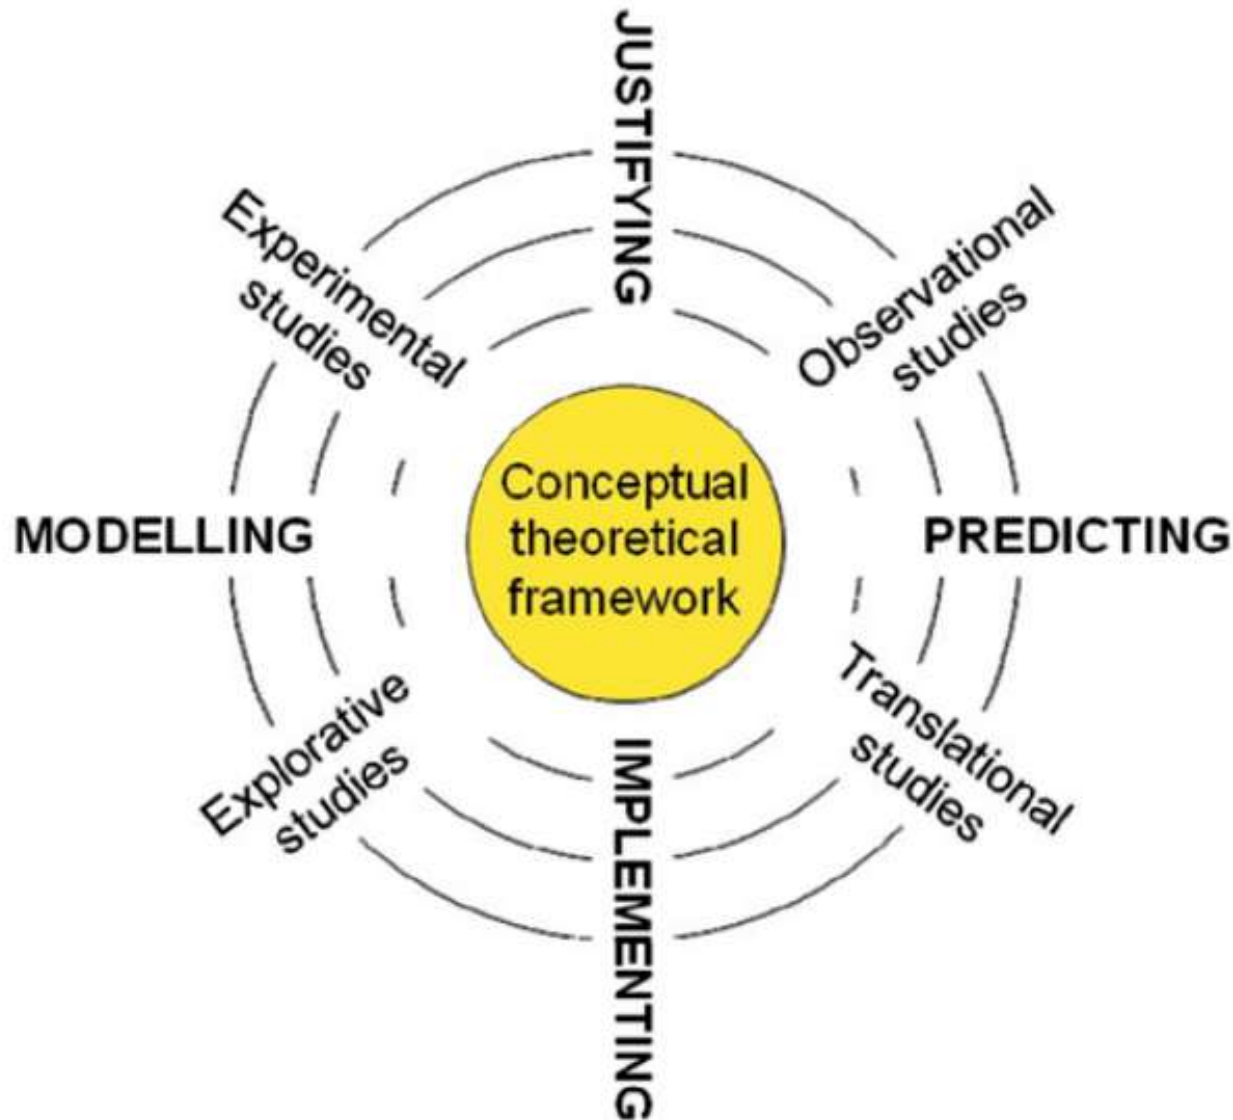 JUSTIFYING
Experimental
studies
Observational
studies
Conceptual
theoretical
framework
MODELLING
PREDICTING
Explorative
studies
Translational
studies
IMPLEMENTING